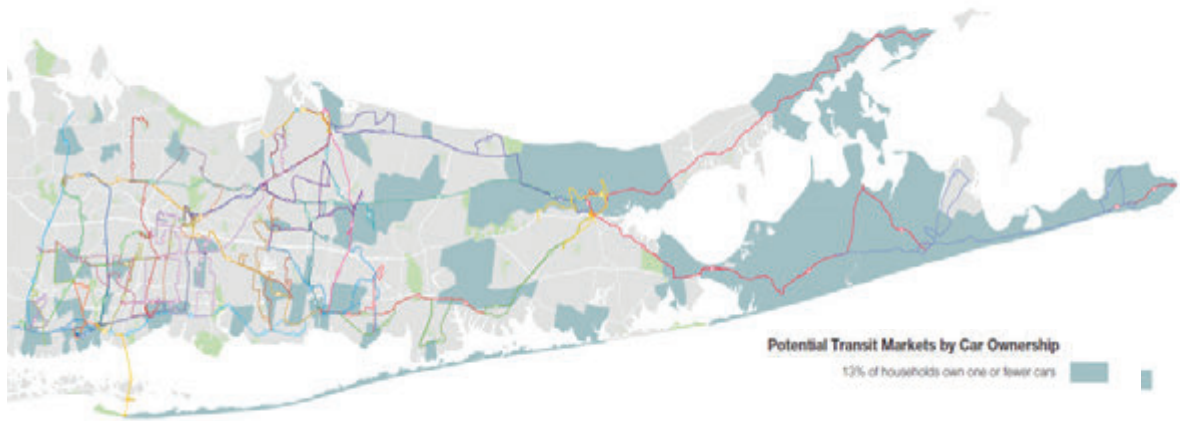 Potential Transit Markets by Car Ownership
13% of households own one or fewer cars